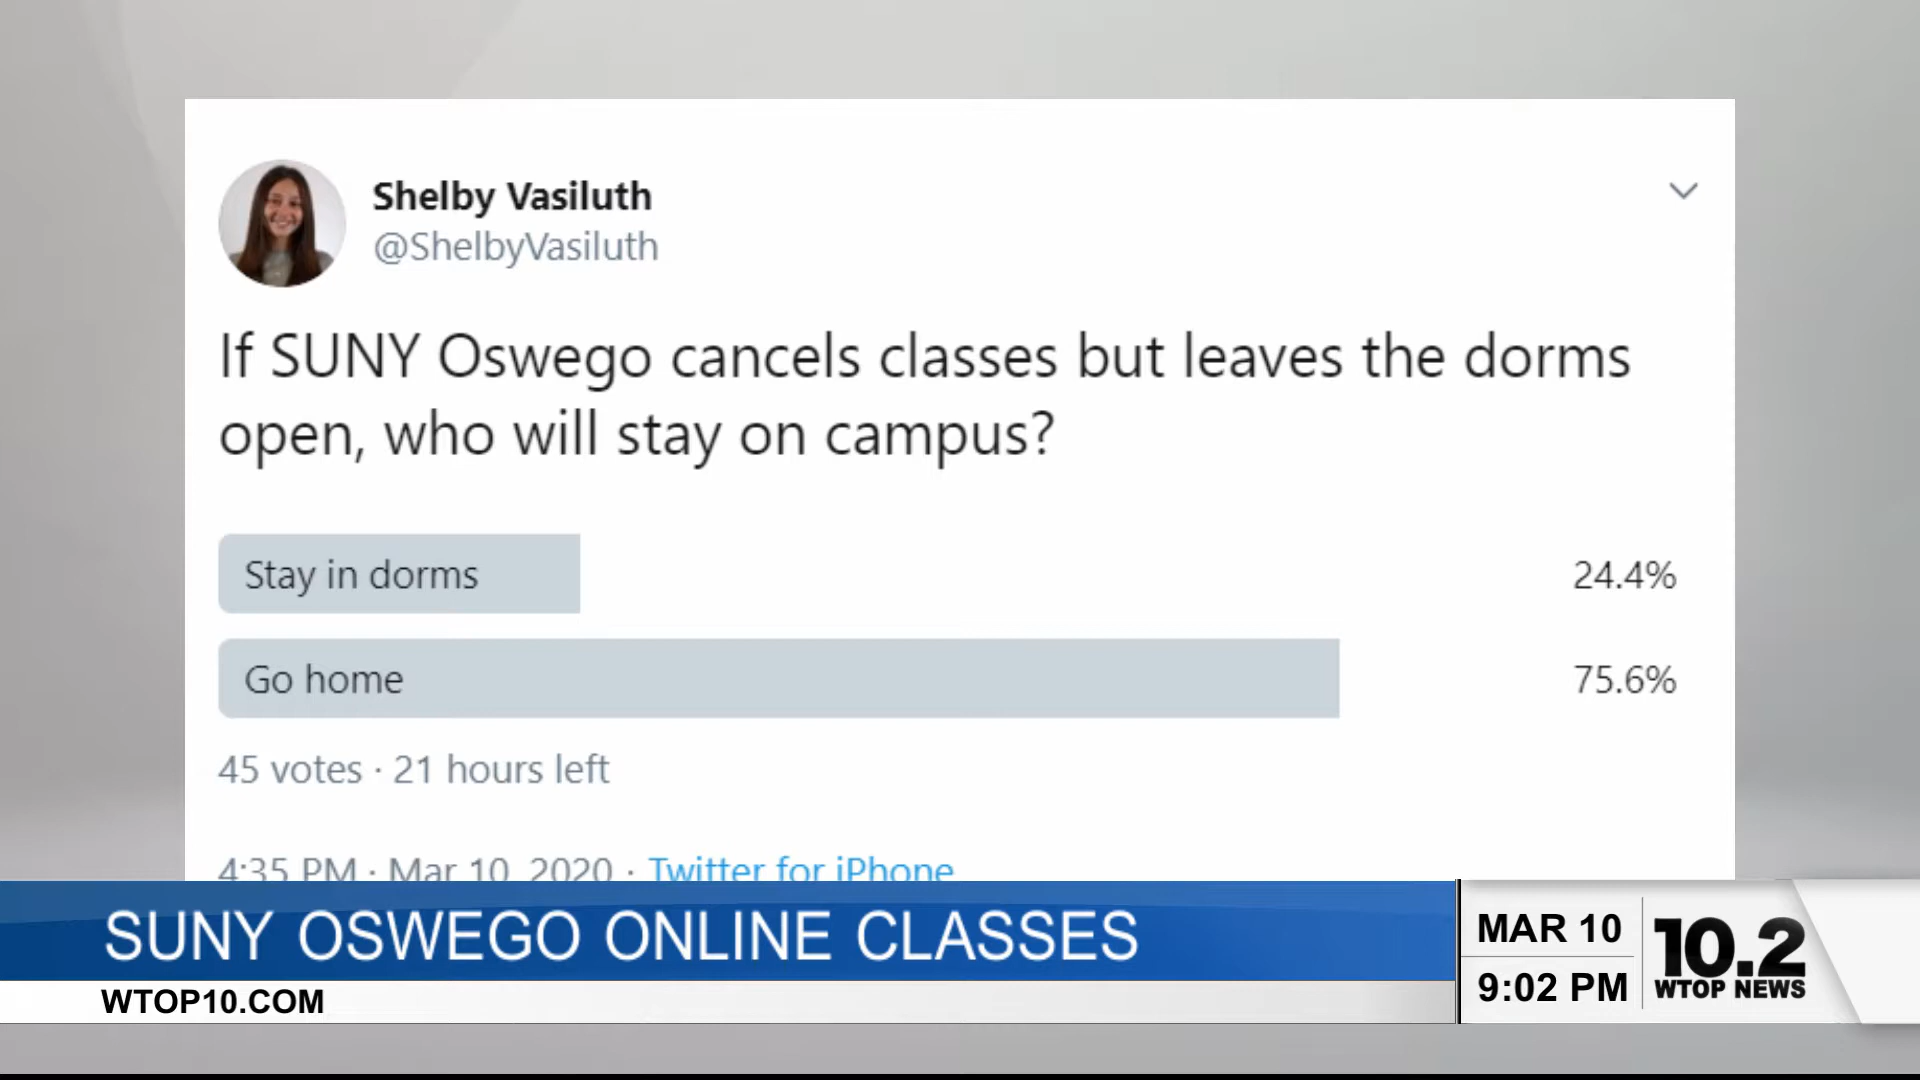 Shelby Vasiluth
@ShelbyVasiluth
If SUNY Oswego cancels classes but leaves the dorms
open, who will stay on campus?
Stay in dorms 24.4%
Go home 75.6%
45 votes · 21 hours left
4:35 PM · Mar 10, 2020 · Twitter for iPhone
SUNY OSWEGO ONLINE CLASSES
WTOP10.COM
MAR 10
9:02 PM
10.2
WTOP NEWS